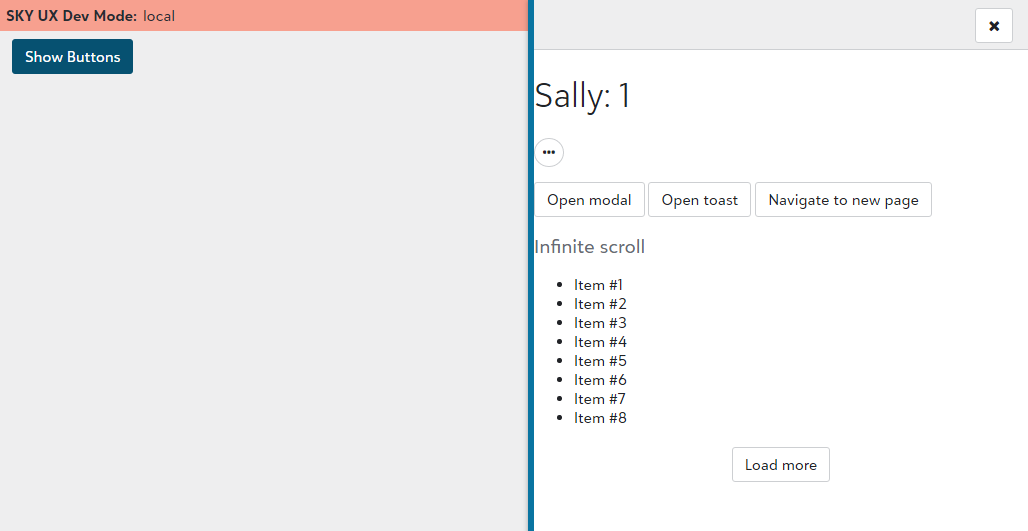 SKY UX Dev Mode: local
Show Buttons
Sally: 1
Open modal Open toast Navigate to new page
Infinite scroll
Item #1
Item #2
Item #3
Item #4
Item #5
Item #6
Item #7
Item #8
Load more